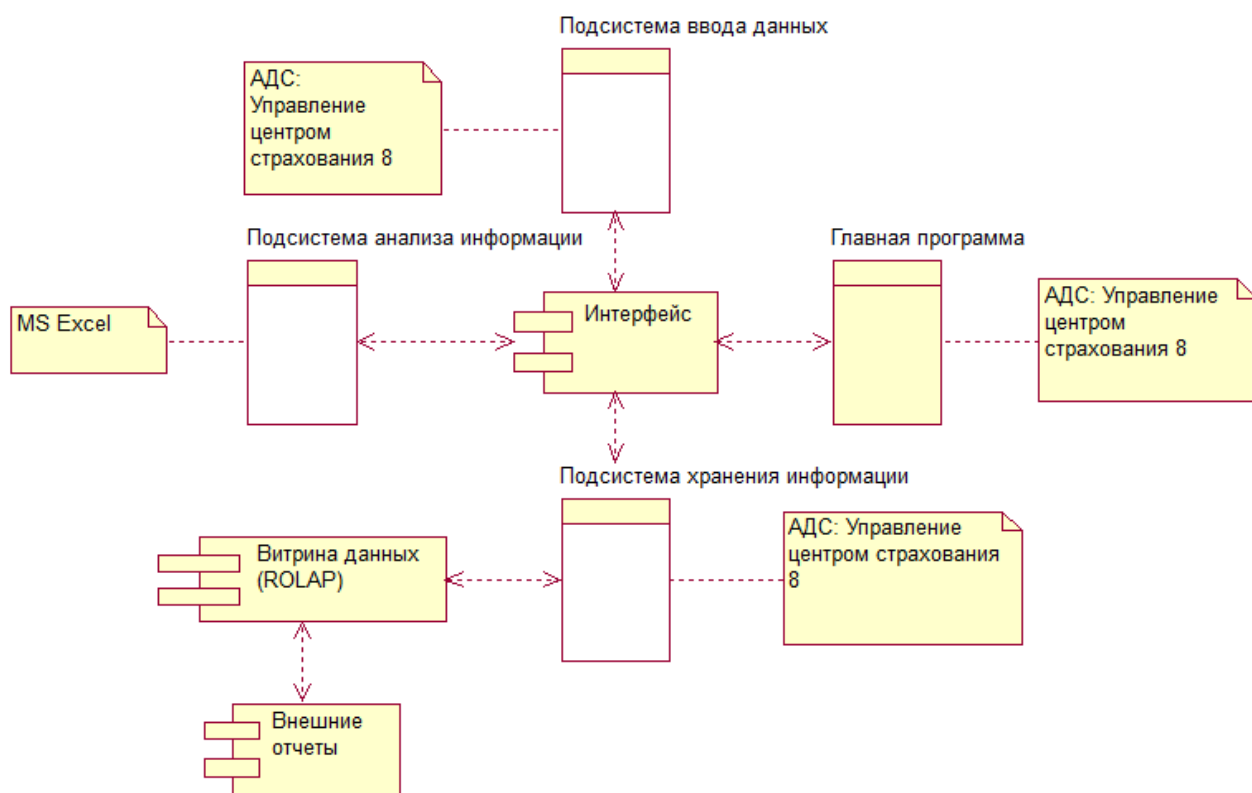 Подсистема ввода данных
АДС:
Управление
центром
страхования 8
Подсистема анализа информации
Главная программа
MS Excel
Интерфейс
АДС: Управление
центром
страхования 8
Подсистема хранения информации
Витрина данных
(ROLAP)
АДС: Управление
центром страхования
8
Внешние
отчеты